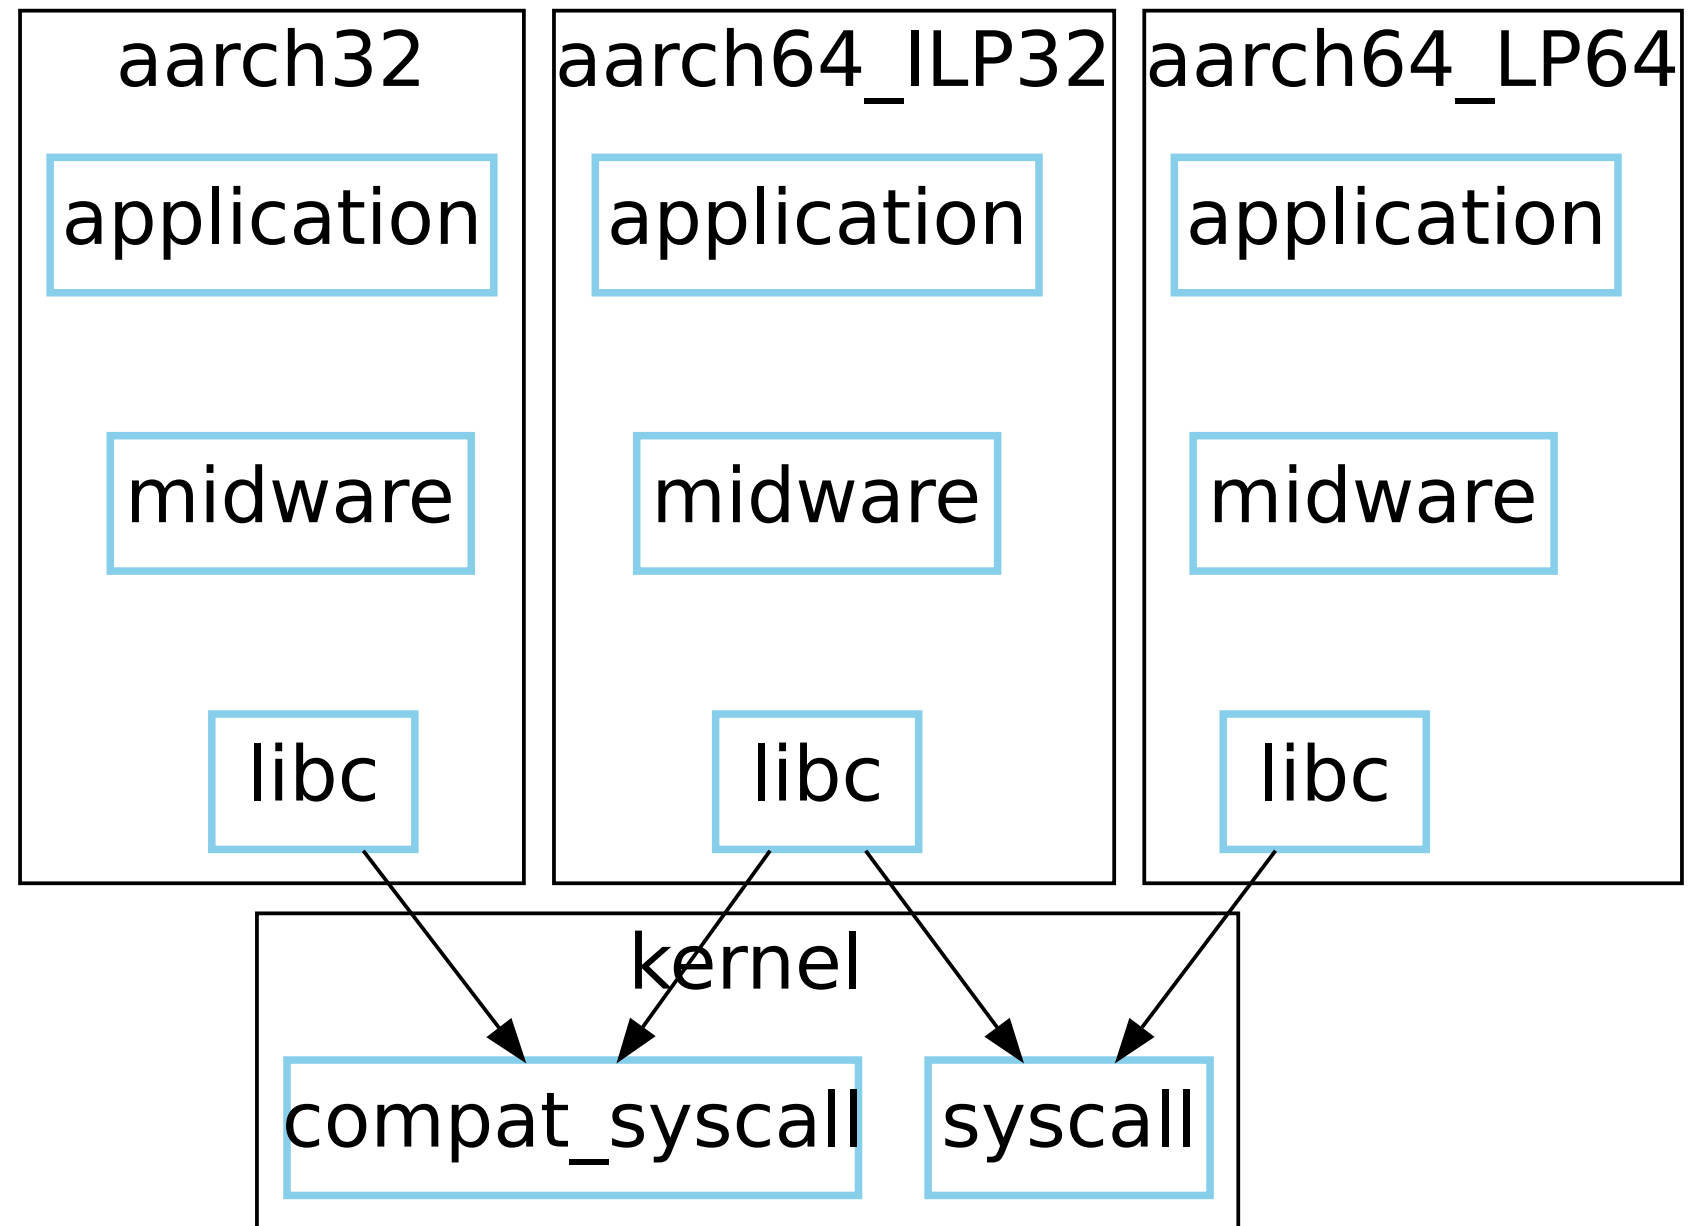 aarch32
application
midware
libc
aarch64_ILP32
application
midware
libc
aarch64_LP64
application
midware
libc
kernel
compat_syscall
syscall